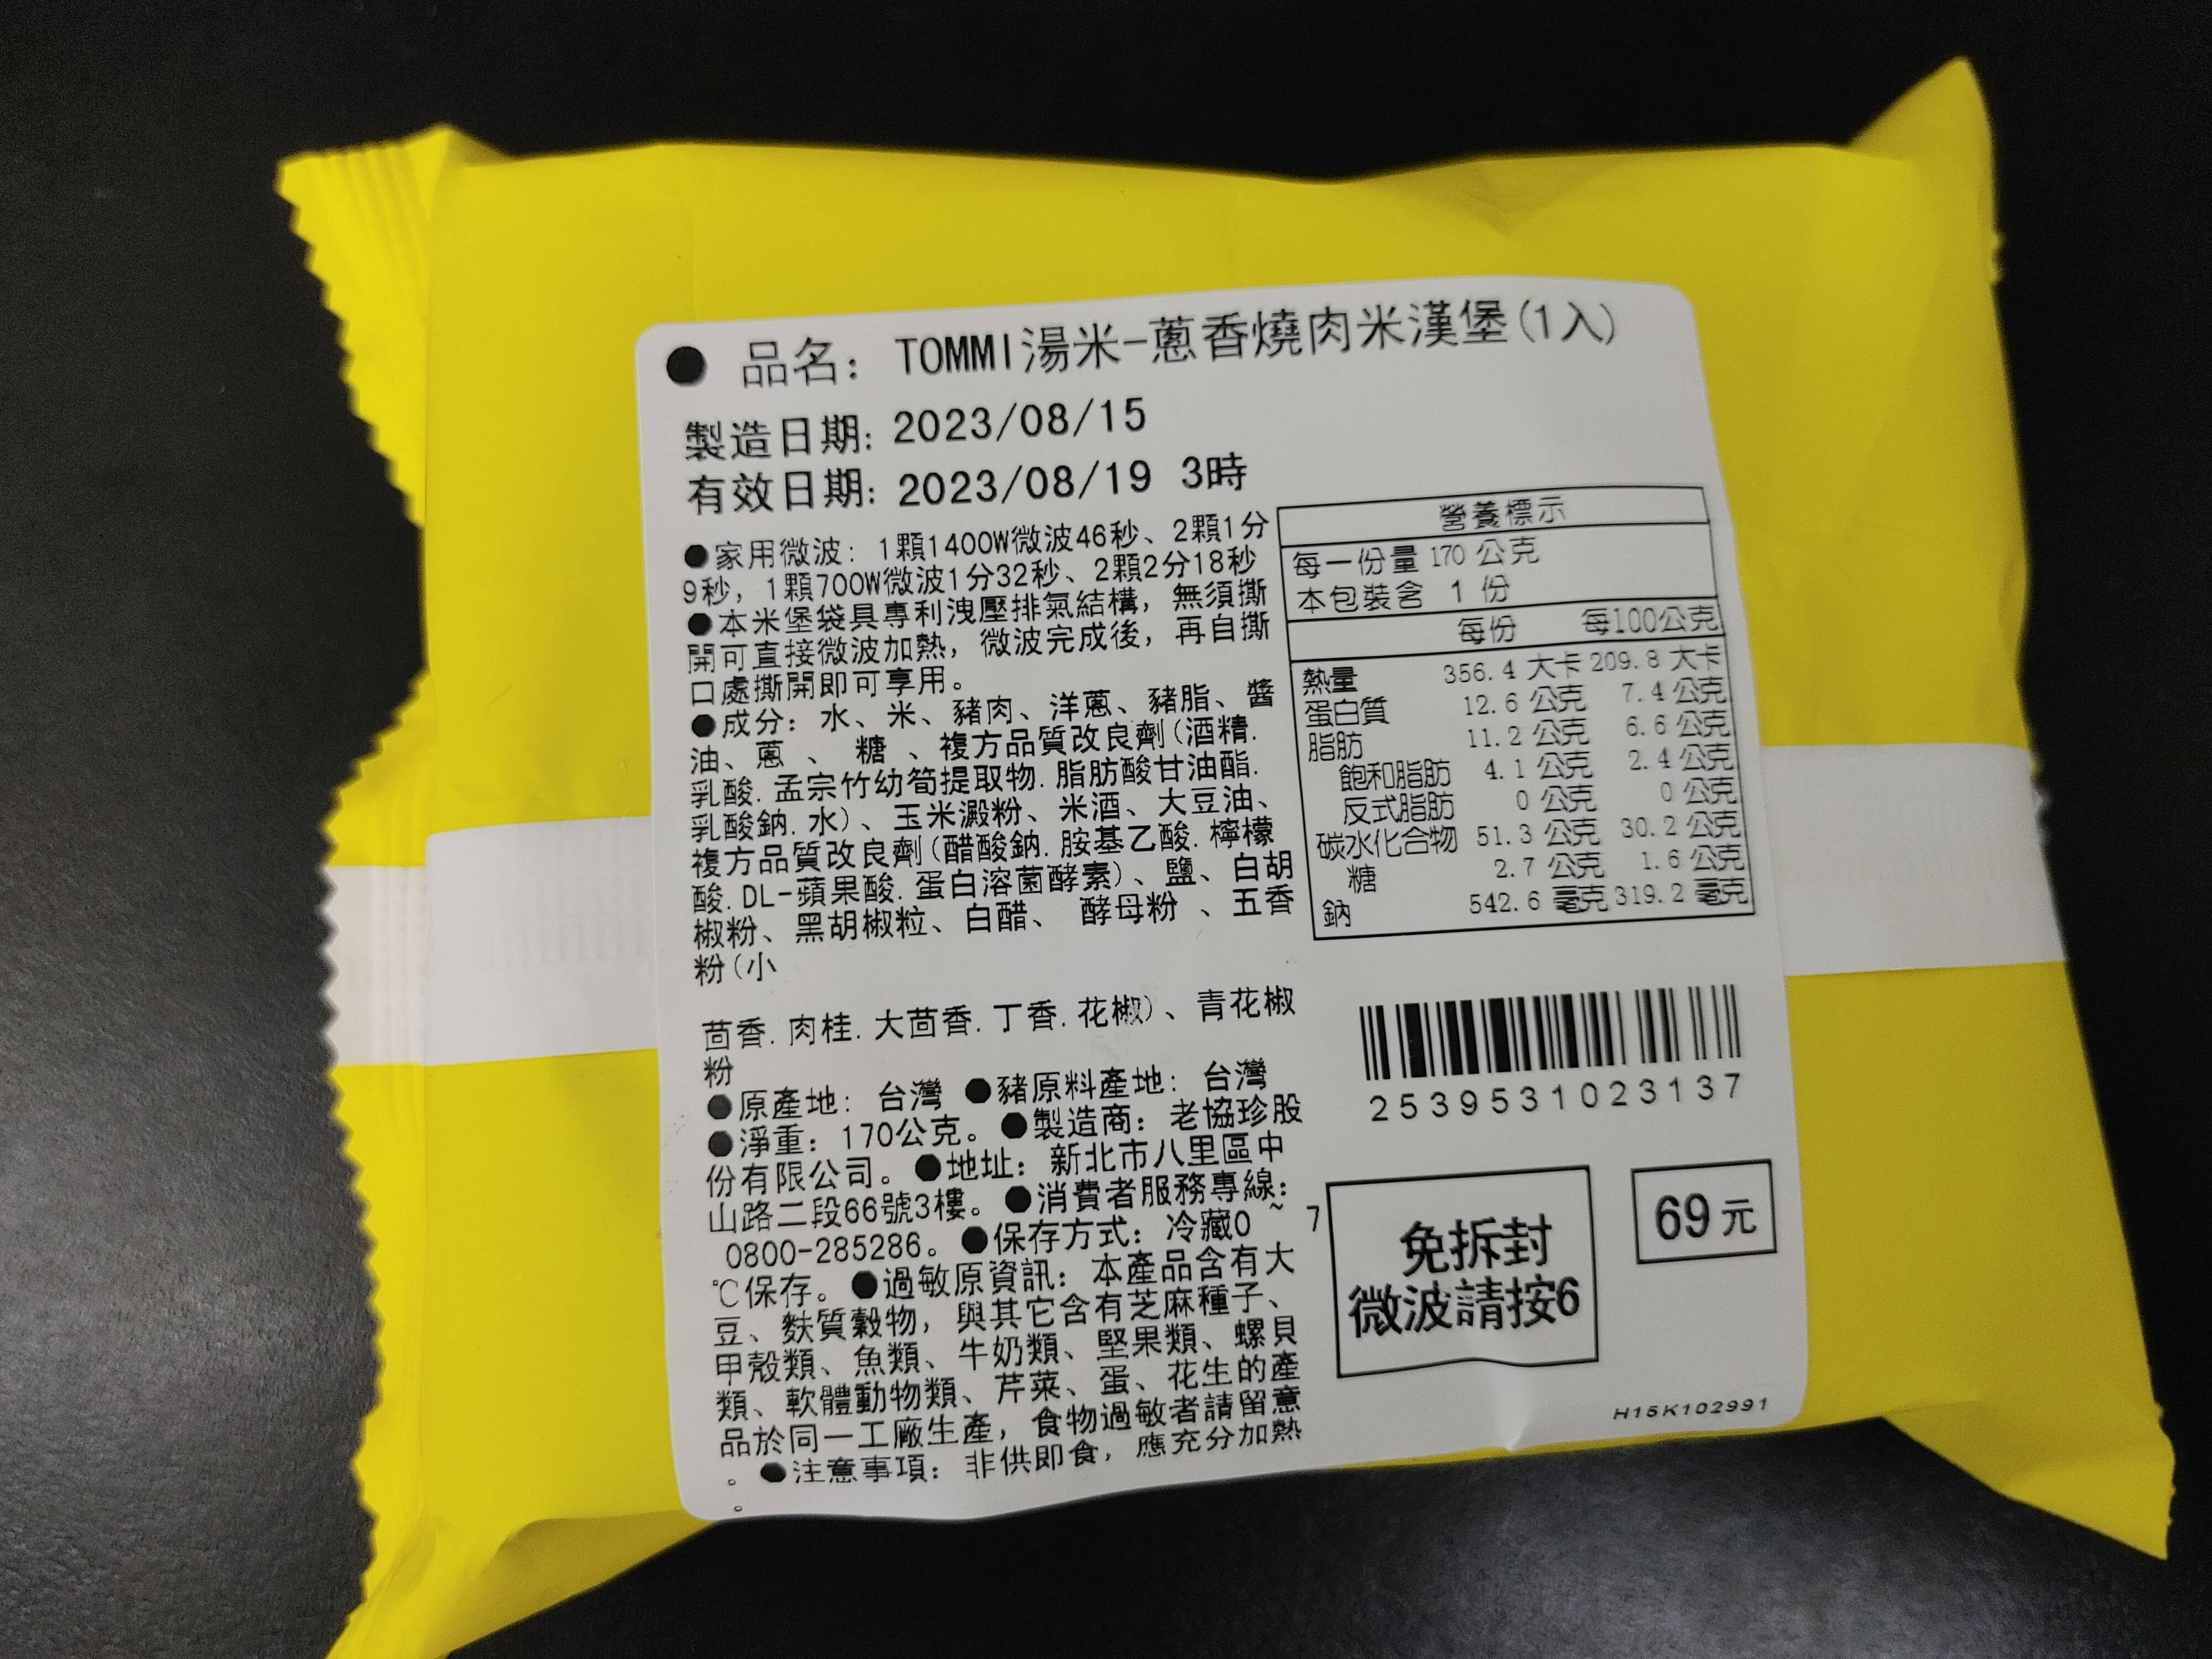 ● 品名: TOMMI湯米-蔥香燒肉米漢堡(1入)
製造日期: 2023/08/15
有效日期: 2023/08/19 3時
●家用微波: 1顆1400W微波46秒、2顆1分
9秒, 1顆700W微波1分32秒、2顆2分18秒
●本米堡袋具專利洩壓排氣結構, 無須撕
開可直接微波加熱, 微波完成後, 再自撕
口處撕開即可享用。
●成分: 水、米、豬肉、洋蔥、豬脂、醬
油、蔥 、 糖 、複方品質改良劑(酒精.
乳酸.孟宗竹幼筍提取物.脂肪酸甘油酯.
乳酸鈉.水)、玉米澱粉、米酒、大豆油、
複方品質改良劑(醋酸鈉.胺基乙酸.檸檬
酸.DL-蘋果酸.蛋白溶菌酵素)、鹽、白胡
椒粉、黑胡椒粒、白醋、 酵母粉 、五香
粉(小
茴香.肉桂.大茴香.丁香.花椒)、青花椒
粉
●原產地: 台灣 ●豬原料產地: 台灣
●淨重: 170公克。●製造商: 老協珍股
份有限公司。●地址: 新北市八里區中
山路二段66號3樓。●消費者服務專線:
0800-285286。●保存方式: 冷藏0 ~ 7
℃保存。●過敏原資訊: 本產品含有大
豆、麩質穀物, 與其它含有芝麻種子、
甲殼類、魚類、牛奶類、堅果類、螺貝
類、軟體動物類、芹菜、蛋、花生的產
品於同一工廠生產, 食物過敏者請留意
。●注意事項: 非供即食, 應充分加熱
。
營養標示
每一份量 170 公克
本包裝含 1 份
每份 每100公克
熱量 356.4 大卡 209.8 大卡
蛋白質 12.6 公克 7.4 公克
脂肪 11.2 公克 6.6 公克
飽和脂肪 4.1 公克 2.4 公克
反式脂肪 0 公克 0 公克
碳水化合物 51.3 公克 30.2 公克
糖 2.7 公克 1.6 公克
鈉 542.6 毫克 319.2 毫克
2539531023137
免拆封
微波請按6
69元
H15K102991